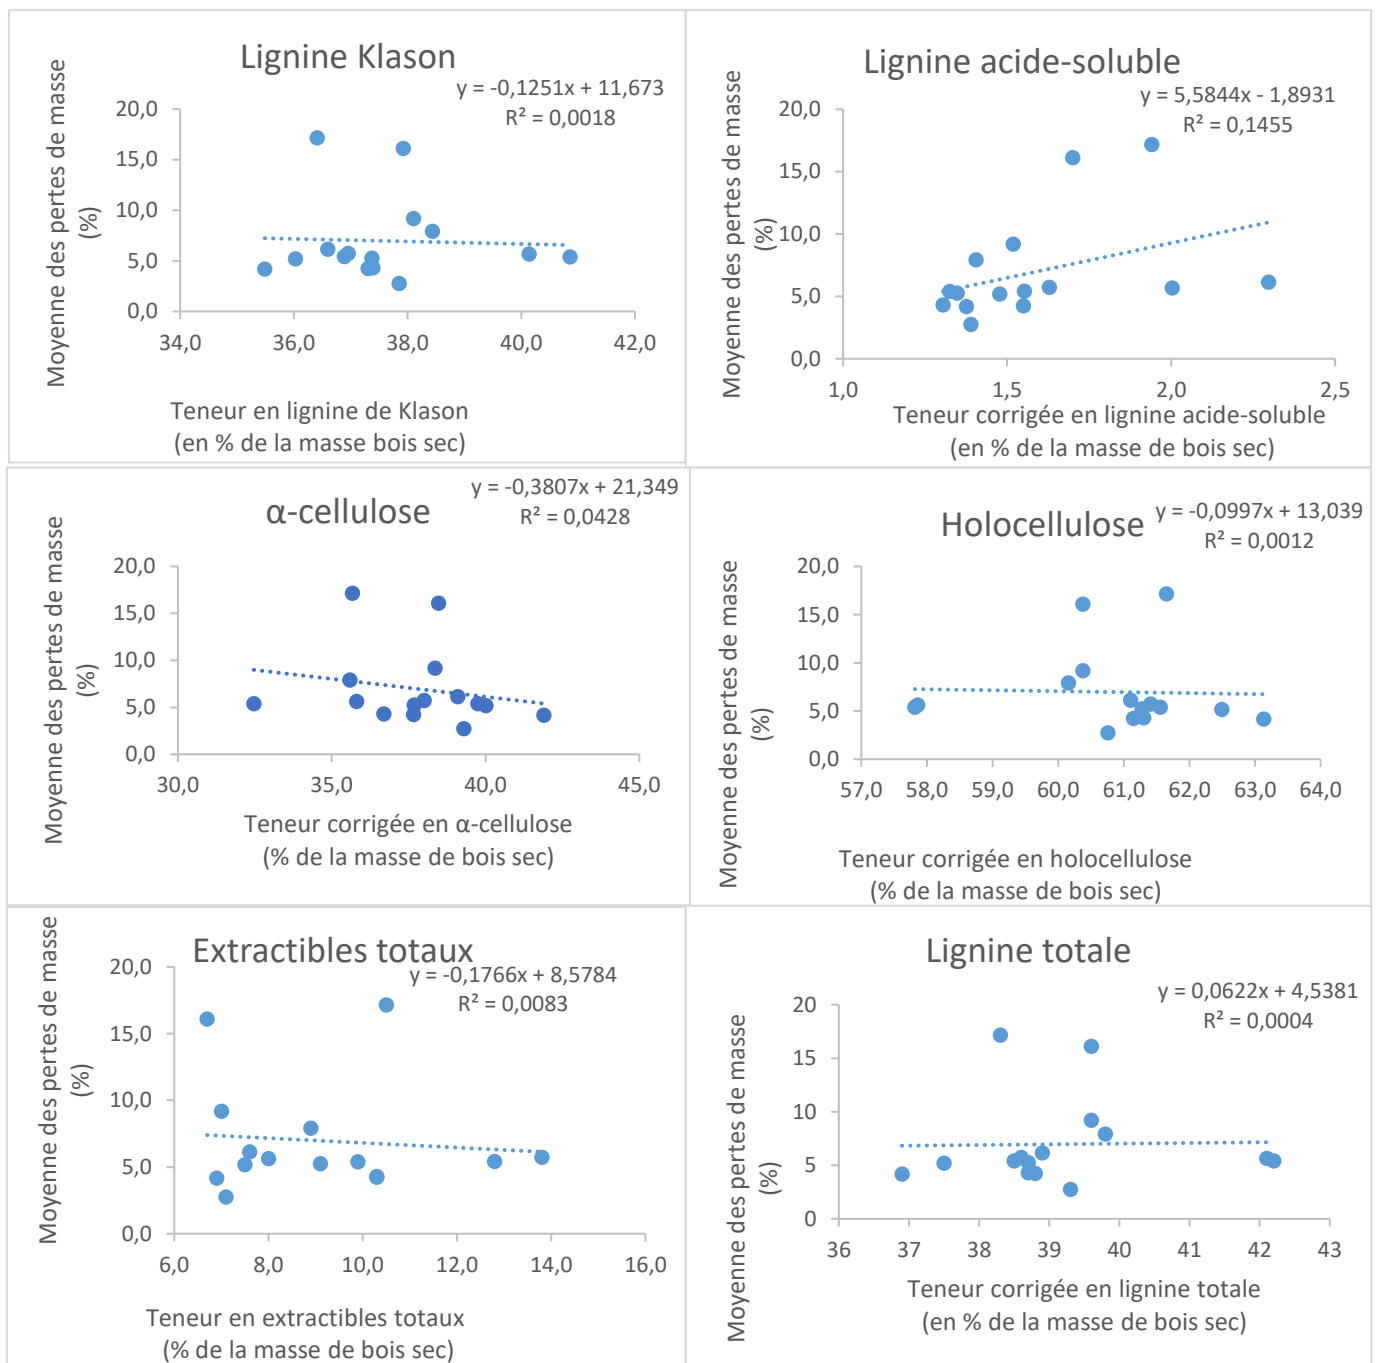 Lignine Klason
y = -0,1251x + 11,673
R² = 0,0018
Moyenne des pertes de masse
(%)
20,0
15,0
10,0
5,0
0,0
34,0 36,0 38,0 40,0 42,0
Teneur en lignine de Klason
(en % de la masse bois sec)
Lignine acide-soluble
y = 5,5844x - 1,8931
R² = 0,1455
Moyenne des pertes de masse
(%)
20,0
15,0
10,0
5,0
0,0
1,0 1,5 2,0 2,5
Teneur corrigée en lignine acide-soluble
(en % de la masse de bois sec)
α-cellulose
y = -0,3807x + 21,349
R² = 0,0428
Moyenne des pertes de masse
(%)
20,0
15,0
10,0
5,0
0,0
30,0 35,0 40,0 45,0
Teneur corrigée en α-cellulose
(% de la masse de bois sec)
Holocellulose
y = -0,0997x + 13,039
R² = 0,0012
Moyenne des pertes de masse
(%)
20,0
15,0
10,0
5,0
0,0
57,0 58,0 59,0 60,0 61,0 62,0 63,0 64,0
Teneur corrigée en holocellulose
(% de la masse de bois sec)
Extractibles totaux
y = -0,1766x + 8,5784
R² = 0,0083
Moyenne des pertes de masse
(%)
20,0
15,0
10,0
5,0
0,0
6,0 8,0 10,0 12,0 14,0 16,0
Teneur en extractibles totaux
(% de la masse de bois sec)
Lignine totale
y = 0,0622x + 4,5381
R² = 0,0004
Moyenne des pertes de masse
(%)
20
15
10
5
0
36 37 38 39 40 41 42 43
Teneur corrigée en lignine totale
(en % de la masse de bois sec)